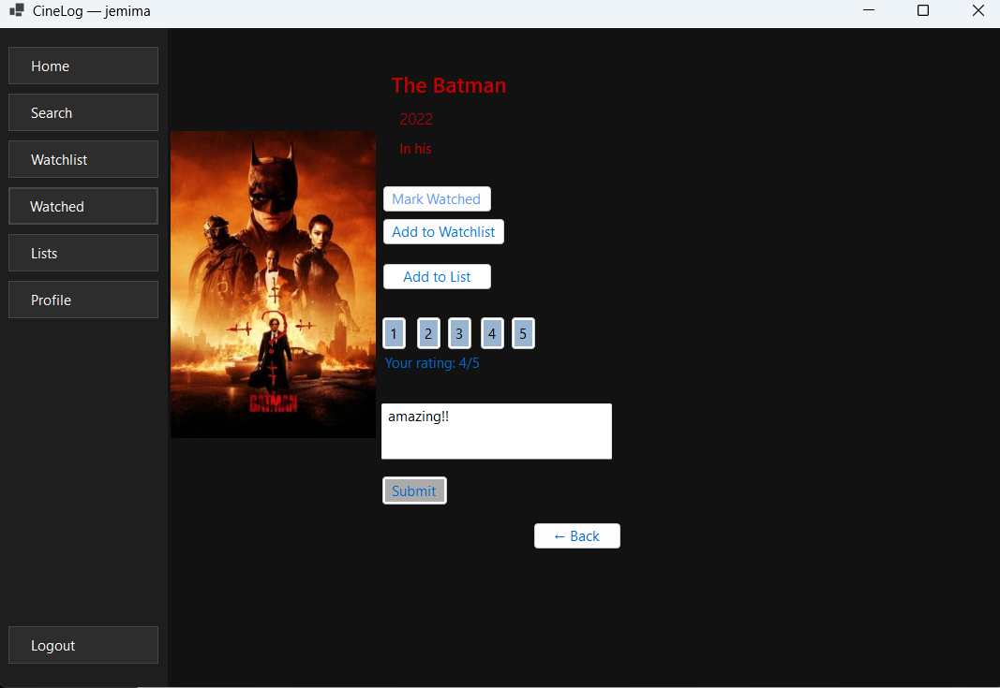 CineLog — jemima
Home
Search
Watchlist
Watched
Lists
Profile
Logout
The Batman
2022
In his
Mark Watched
Add to Watchlist
Add to List
1 2 3 4 5
Your rating: 4/5
amazing!!
Submit
← Back
THE BATMAN